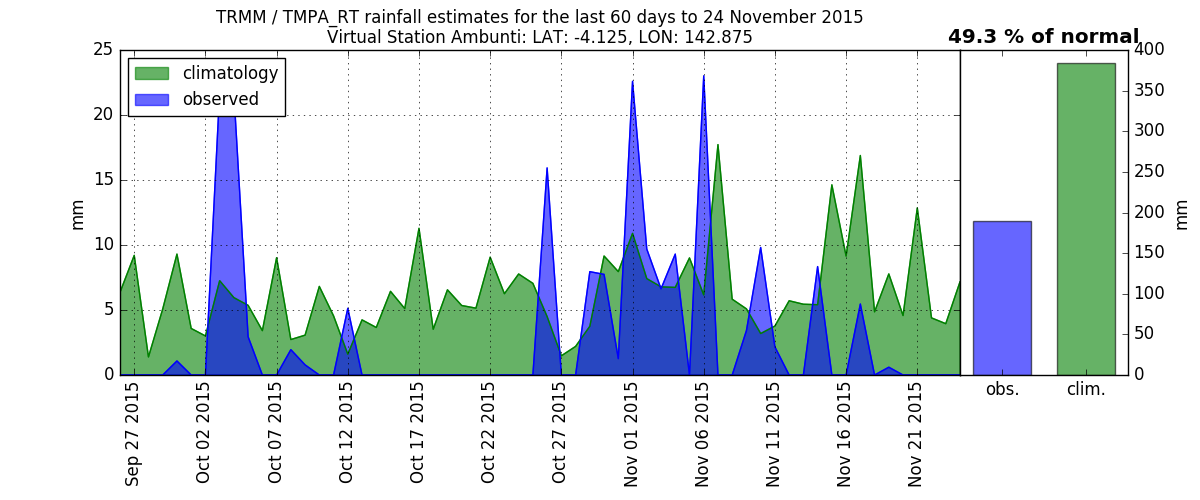 TRMM / TMPA_RT rainfall estimates for the last 60 days to 24 November 2015
Virtual Station Ambunti: LAT: -4.125, LON: 142.875
49.3 % of normal
climatology
observed
25
20
15
10
5
0
mm
Sep 27 2015
Oct 02 2015
Oct 07 2015
Oct 12 2015
Oct 17 2015
Oct 22 2015
Oct 27 2015
Nov 01 2015
Nov 06 2015
Nov 11 2015
Nov 16 2015
Nov 21 2015
obs.
clim.
400
350
300
250
200
150
100
50
0
mm